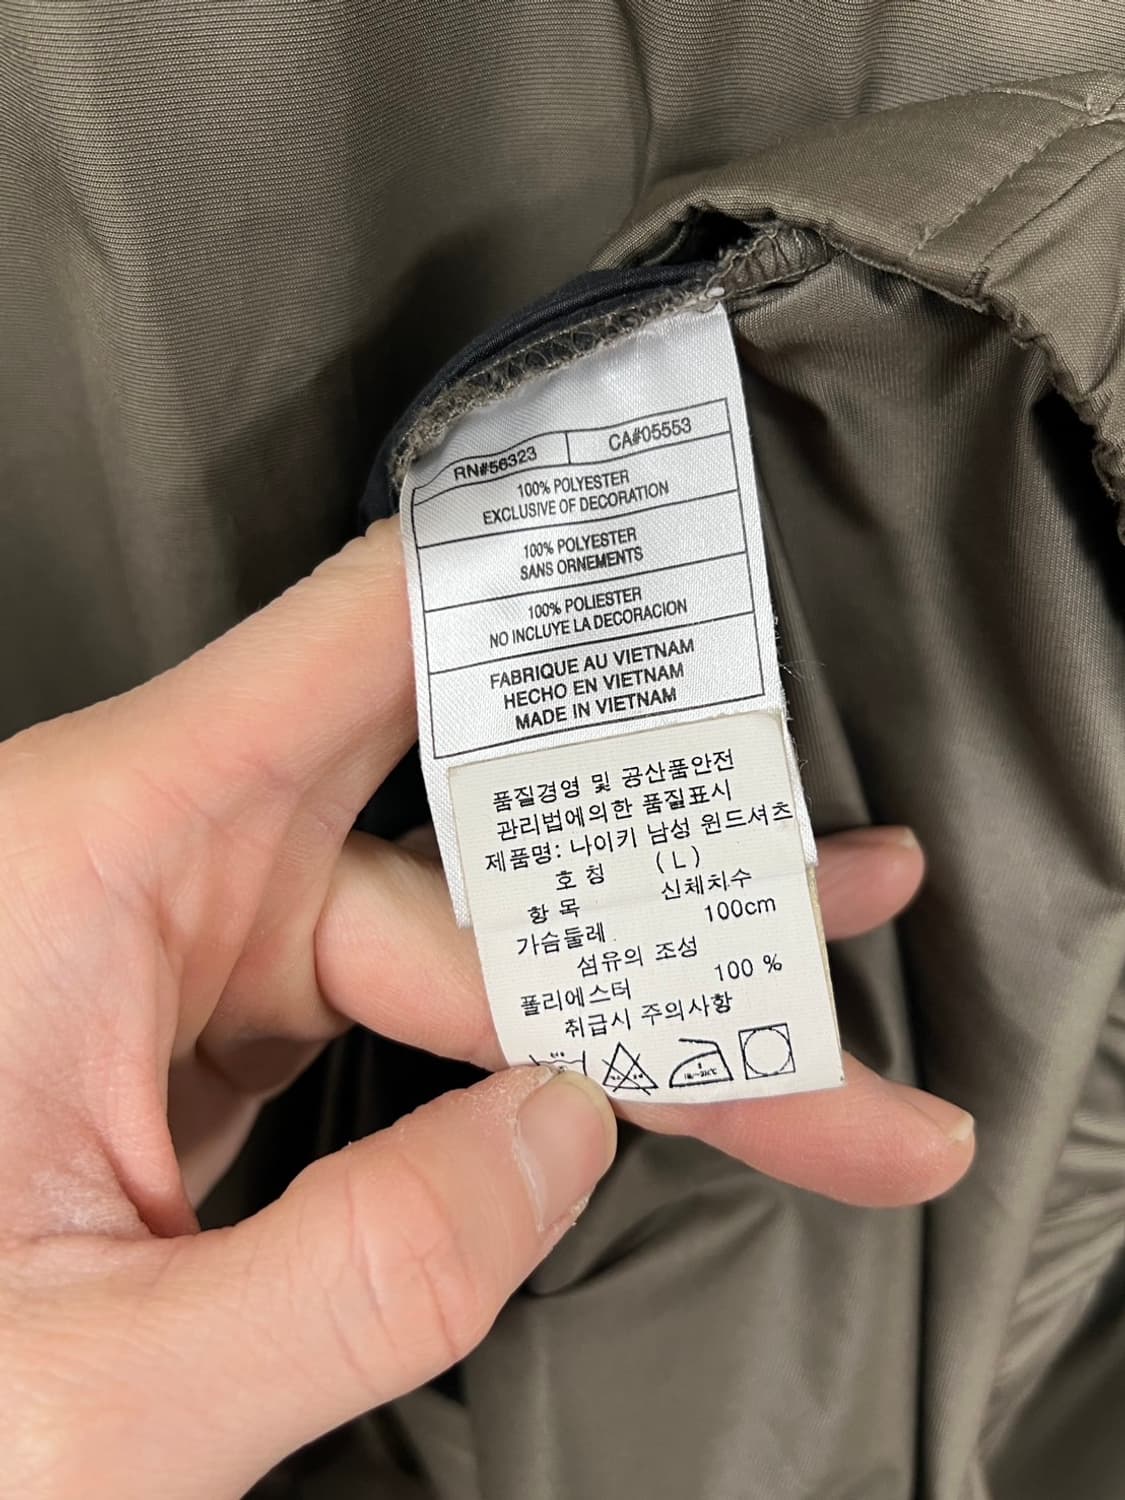 RN#56323 CA#05553
100% POLYESTER
EXCLUSIVE OF DECORATION
100% POLYESTER
SANS ORNEMENTS
100% POLIESTER
NO INCLUYE LA DECORACION
FABRIQUE AU VIETNAM
HECHO EN VIETNAM
MADE IN VIETNAM
품질경영 및 공산품안전
관리법에의한 품질표시
제품명: 나이키 남성 윈드셔츠
호 칭 (L)
항 목 신체치수
가슴둘레 100cm
섬유의 조성
폴리에스터 100 %
취급시 주의사항